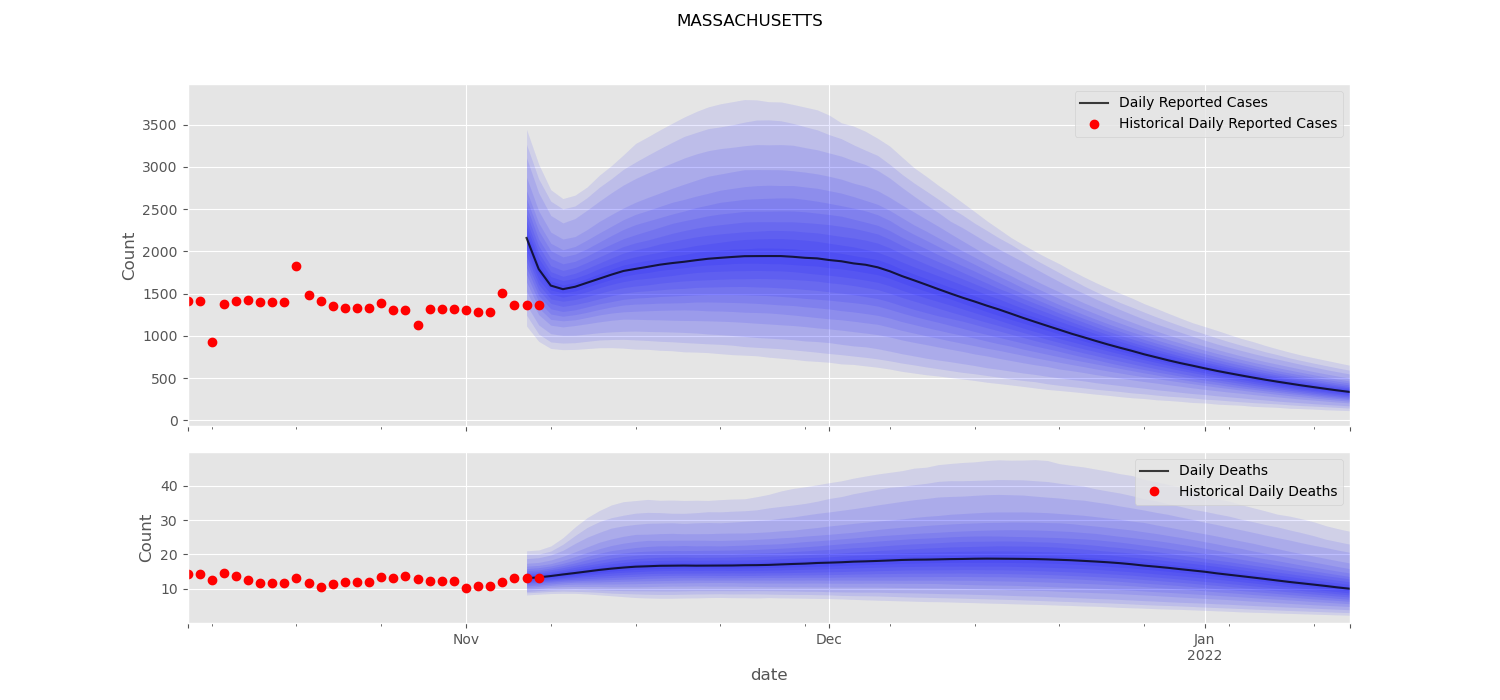 MASSACHUSETTS
Count
3500
3000
2500
2000
1500
1000
500
0
Daily Reported Cases
Historical Daily Reported Cases
Count
40
30
20
10
Daily Deaths
Historical Daily Deaths
Nov
Dec
Jan
2022
date